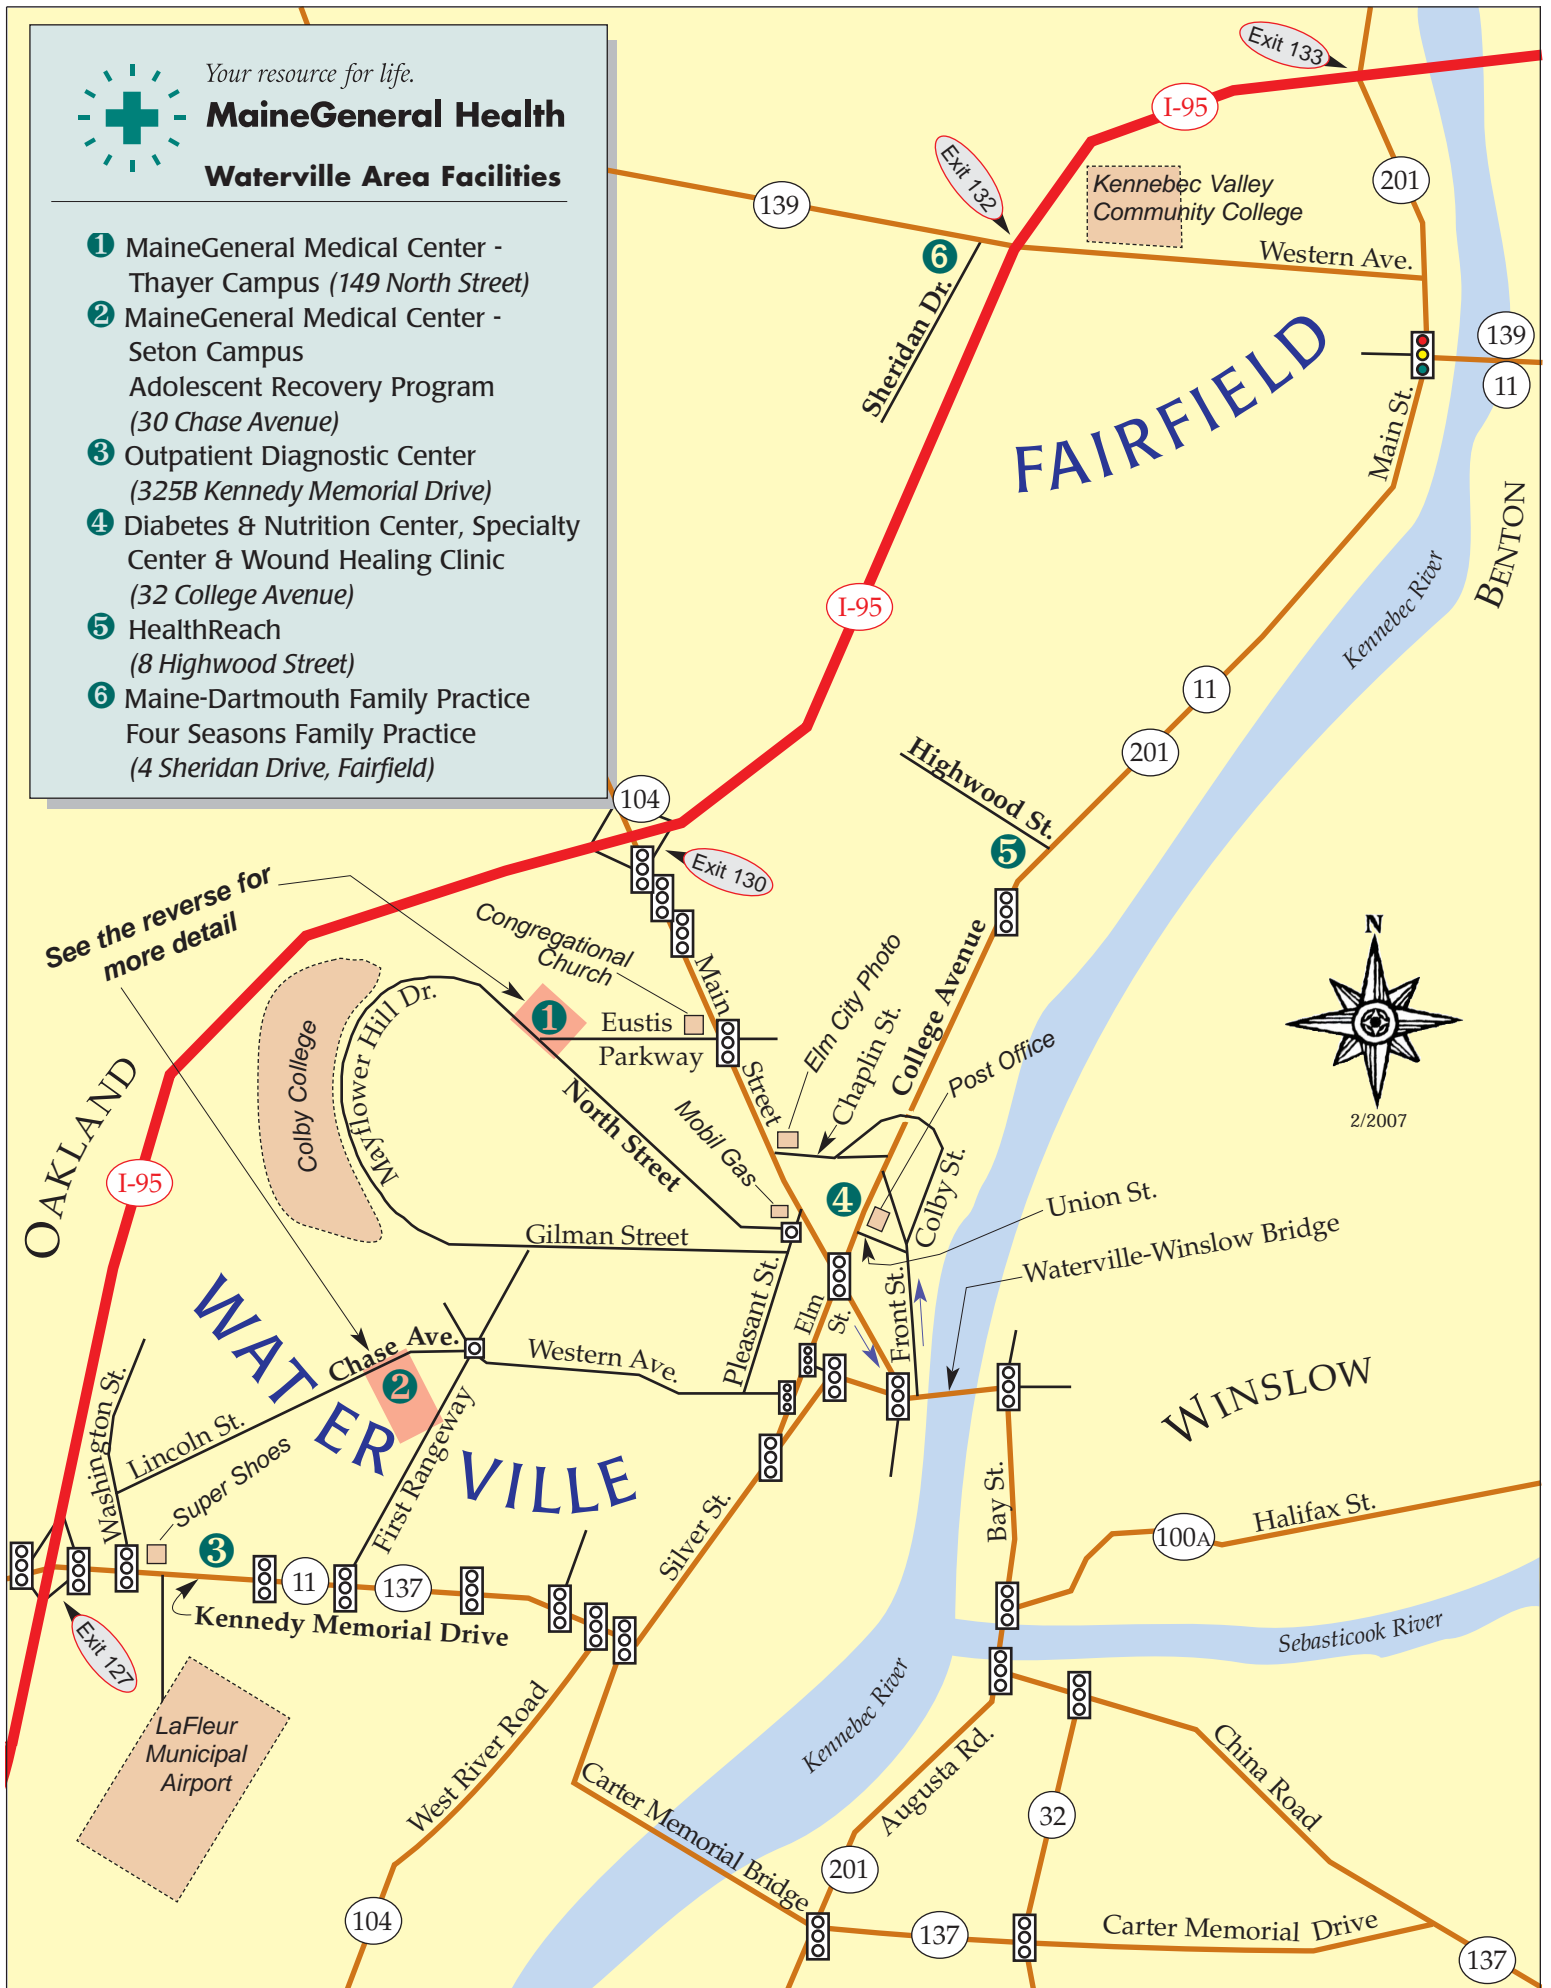 Your resource for life.
MaineGeneral Health
Waterville Area Facilities
1 MaineGeneral Medical Center -
Thayer Campus (149 North Street)
2 MaineGeneral Medical Center -
Seton Campus
Adolescent Recovery Program
(30 Chase Avenue)
3 Outpatient Diagnostic Center
(325B Kennedy Memorial Drive)
4 Diabetes & Nutrition Center, Specialty
Center & Wound Healing Clinic
(32 College Avenue)
5 HealthReach
(8 Highwood Street)
6 Maine-Dartmouth Family Practice
Four Seasons Family Practice
(4 Sheridan Drive, Fairfield)
Exit 133
I-95
Exit 132
Kennebec Valley
Community College
201
139
6
Western Ave.
Sheridan Dr.
FAIRFIELD
139
11
Main St.
BENTON
Kennebec River
I-95
11
201
Highwood St.
5
104
Exit 130
See the reverse for
more detail
Congregational
Church
Main
Street
Elm City Photo
Chaplin St.
College Avenue
Post Office
N
2/2007
Mayflower Hill Dr.
Colby College
1
Eustis
Parkway
North Street
Mobil Gas
OAKLAND
I-95
4
Colby St.
Union St.
Waterville-Winslow Bridge
Gilman Street
Pleasant St.
Elm
St.
Front St.
WATERVILLE
Chase Ave.
2
Western Ave.
WINSLOW
Washington St.
Lincoln St.
Super Shoes
First Rangeway
3
Silver St.
Bay St.
100A
Halifax St.
11
137
Kennedy Memorial Drive
Exit 127
Sebasticook River
LaFleur
Municipal
Airport
West River Road
Kennebec River
Augusta Rd.
China Road
Carter Memorial Bridge
32
201
104
137
Carter Memorial Drive
137